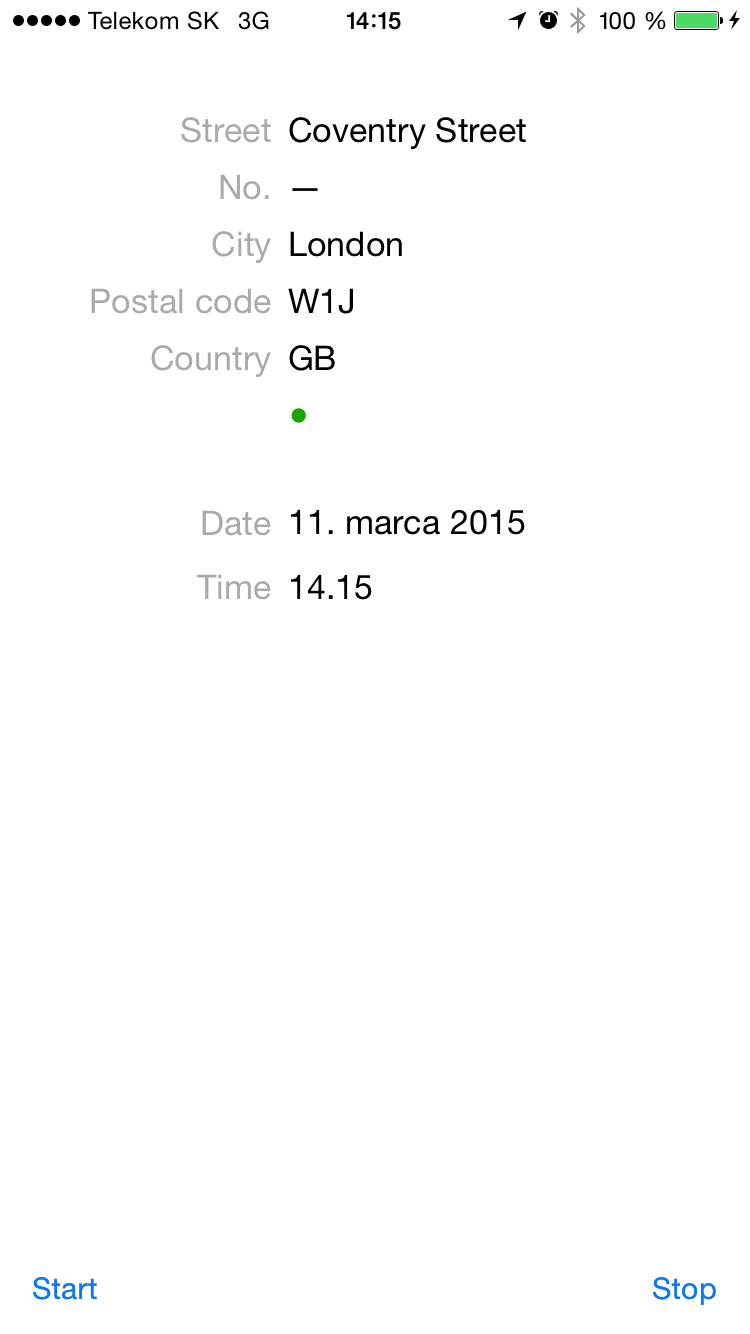 Telekom SK 3G 14:15 100 %
Street Coventry Street
No. —
City London
Postal code W1J
Country GB
Date 11. marca 2015
Time 14.15
Start Stop